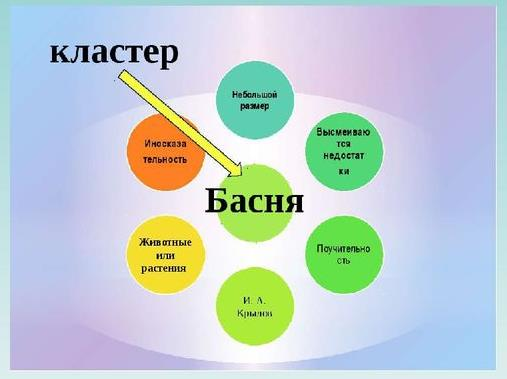 кластер
Небольшой
размер
Высмеиваю
тся
недостат
ки
Поучительно
сть
И. А.
Крылов
Животные
или
растения
Иносказа
тельность
Басня